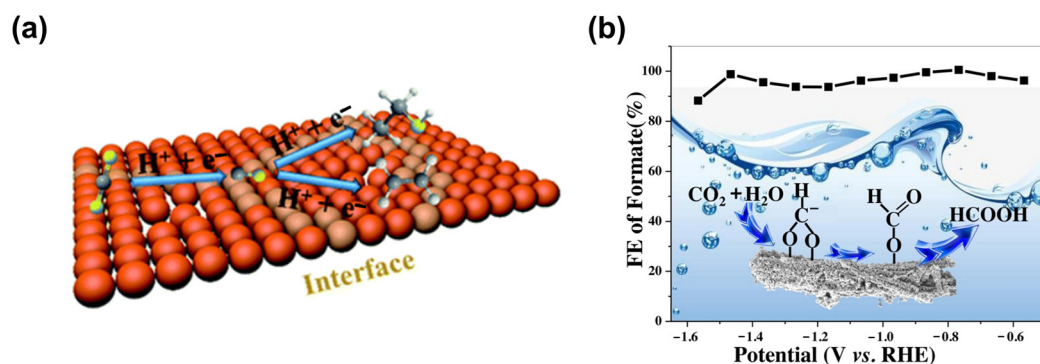 (a)
H⁺ + e⁻
H⁺ + e⁻
H⁺ + e⁻
Interface
(b)
FE of Formate(%)
100
80
60
40
20
0
CO₂ +H₂O
H
C⁻
O O
H O
C
O
HCOOH
−1.6 −1.4 −1.2 −1.0 −0.8 −0.6
Potential (V vs. RHE)